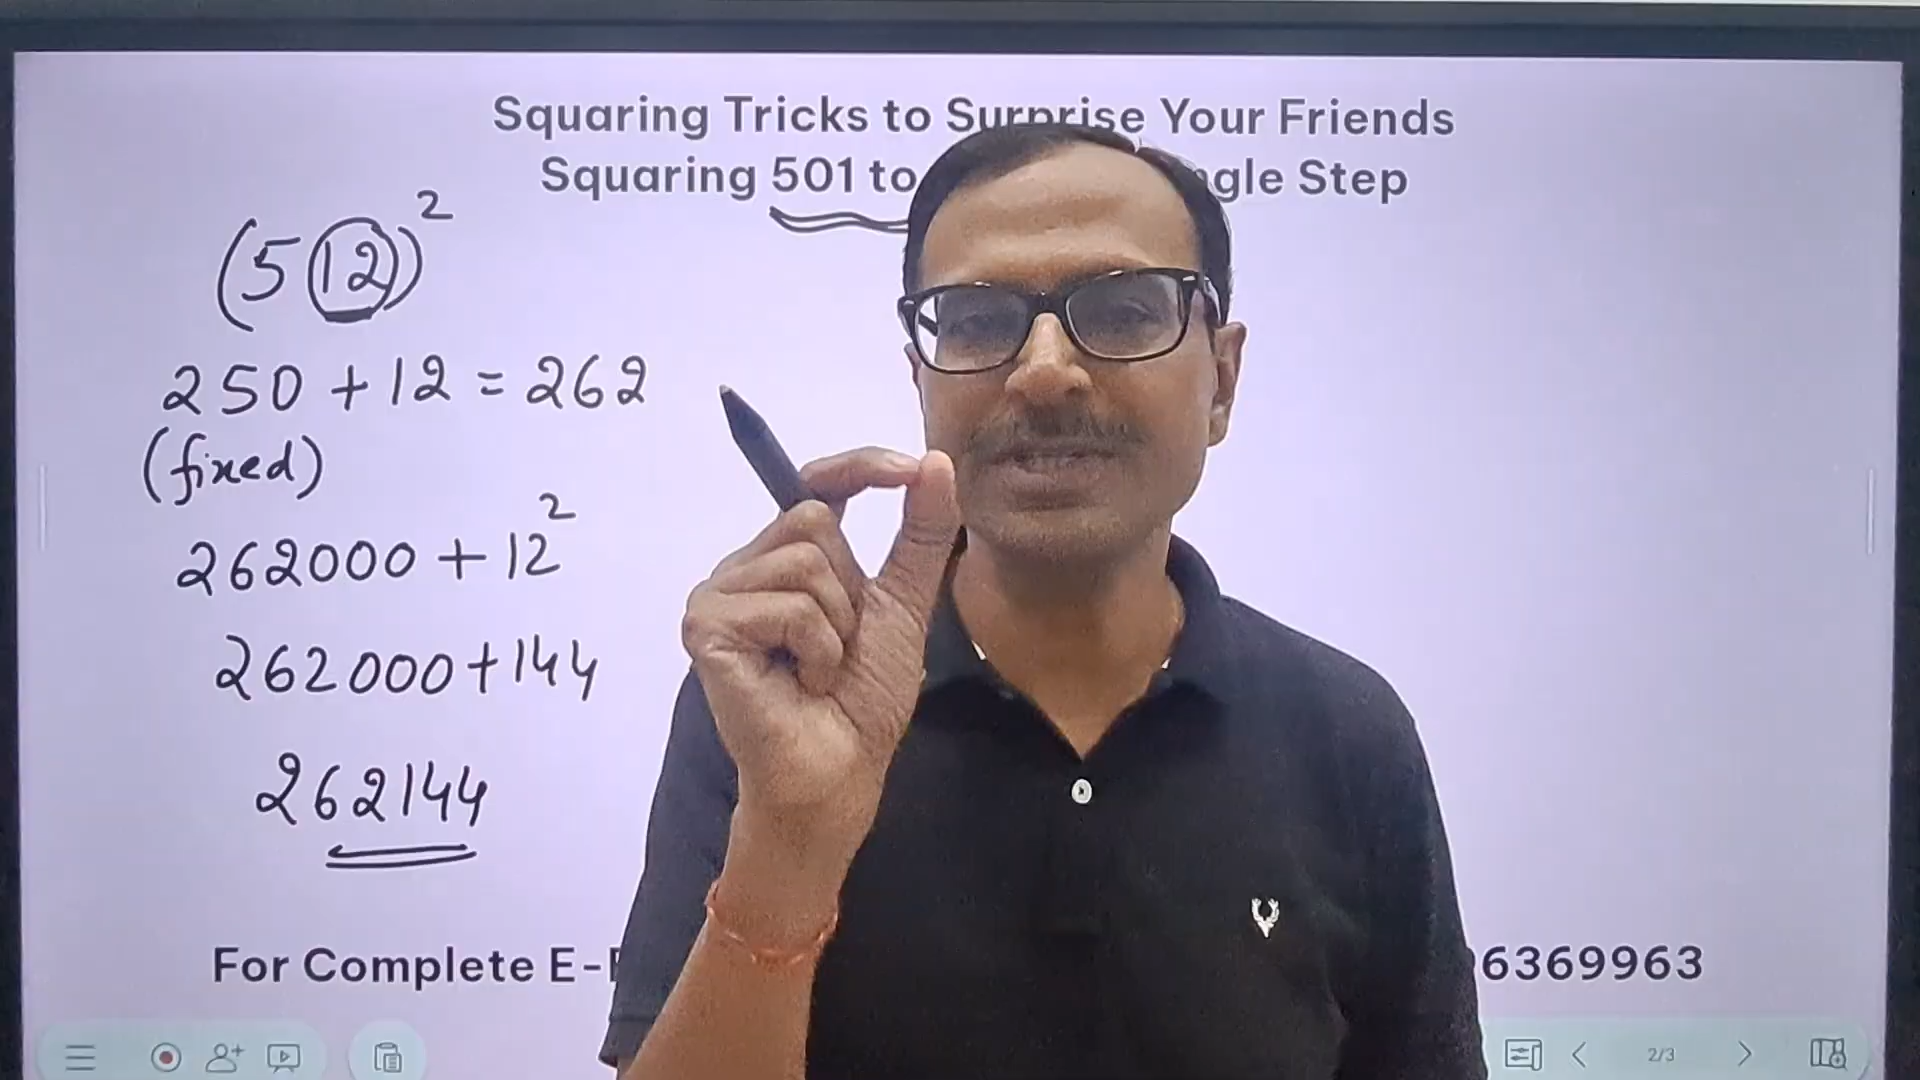 Squaring Tricks to Surprise Your Friends
Squaring 501 to Step
(512)²
250 + 12 = 262
(fixed)
262000 + 12²
262000 + 144
262144
For Complete 6369963
2/3